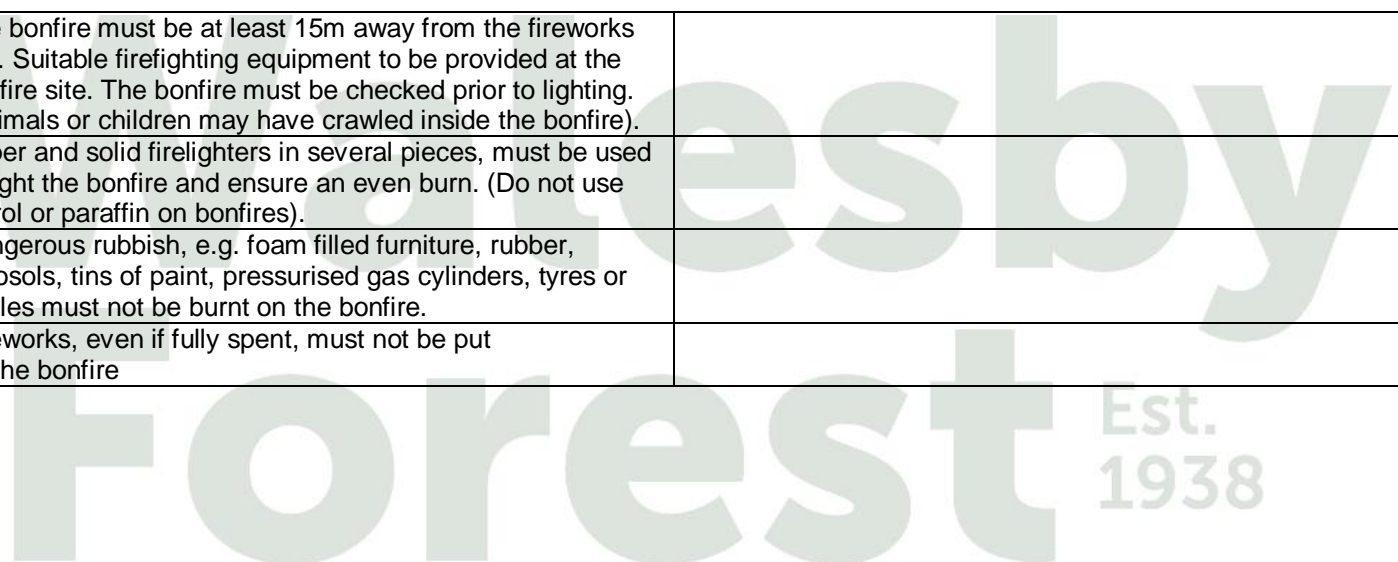 e bonfire must be at least 15m away from the fireworks
. Suitable firefighting equipment to be provided at the
fire site. The bonfire must be checked prior to lighting.
imals or children may have crawled inside the bonfire).
per and solid firelighters in several pieces, must be used
ght the bonfire and ensure an even burn. (Do not use
rol or paraffin on bonfires).
ngerous rubbish, e.g. foam filled furniture, rubber,
osols, tins of paint, pressurised gas cylinders, tyres or
les must not be burnt on the bonfire.
eworks, even if fully spent, must not be put
he bonfire
Walesby
Forest
Est.
1938